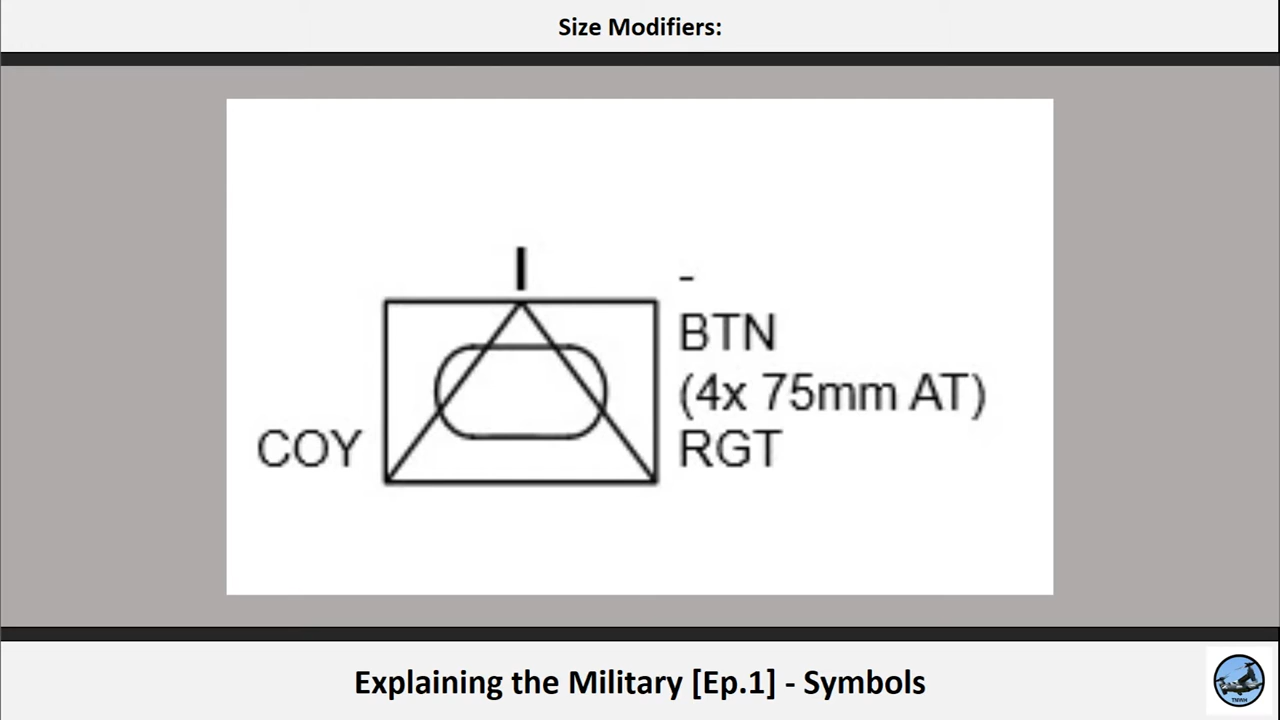 Size Modifiers:
I
-
BTN
(4x 75mm AT)
COY
RGT
Explaining the Military [Ep.1] - Symbols